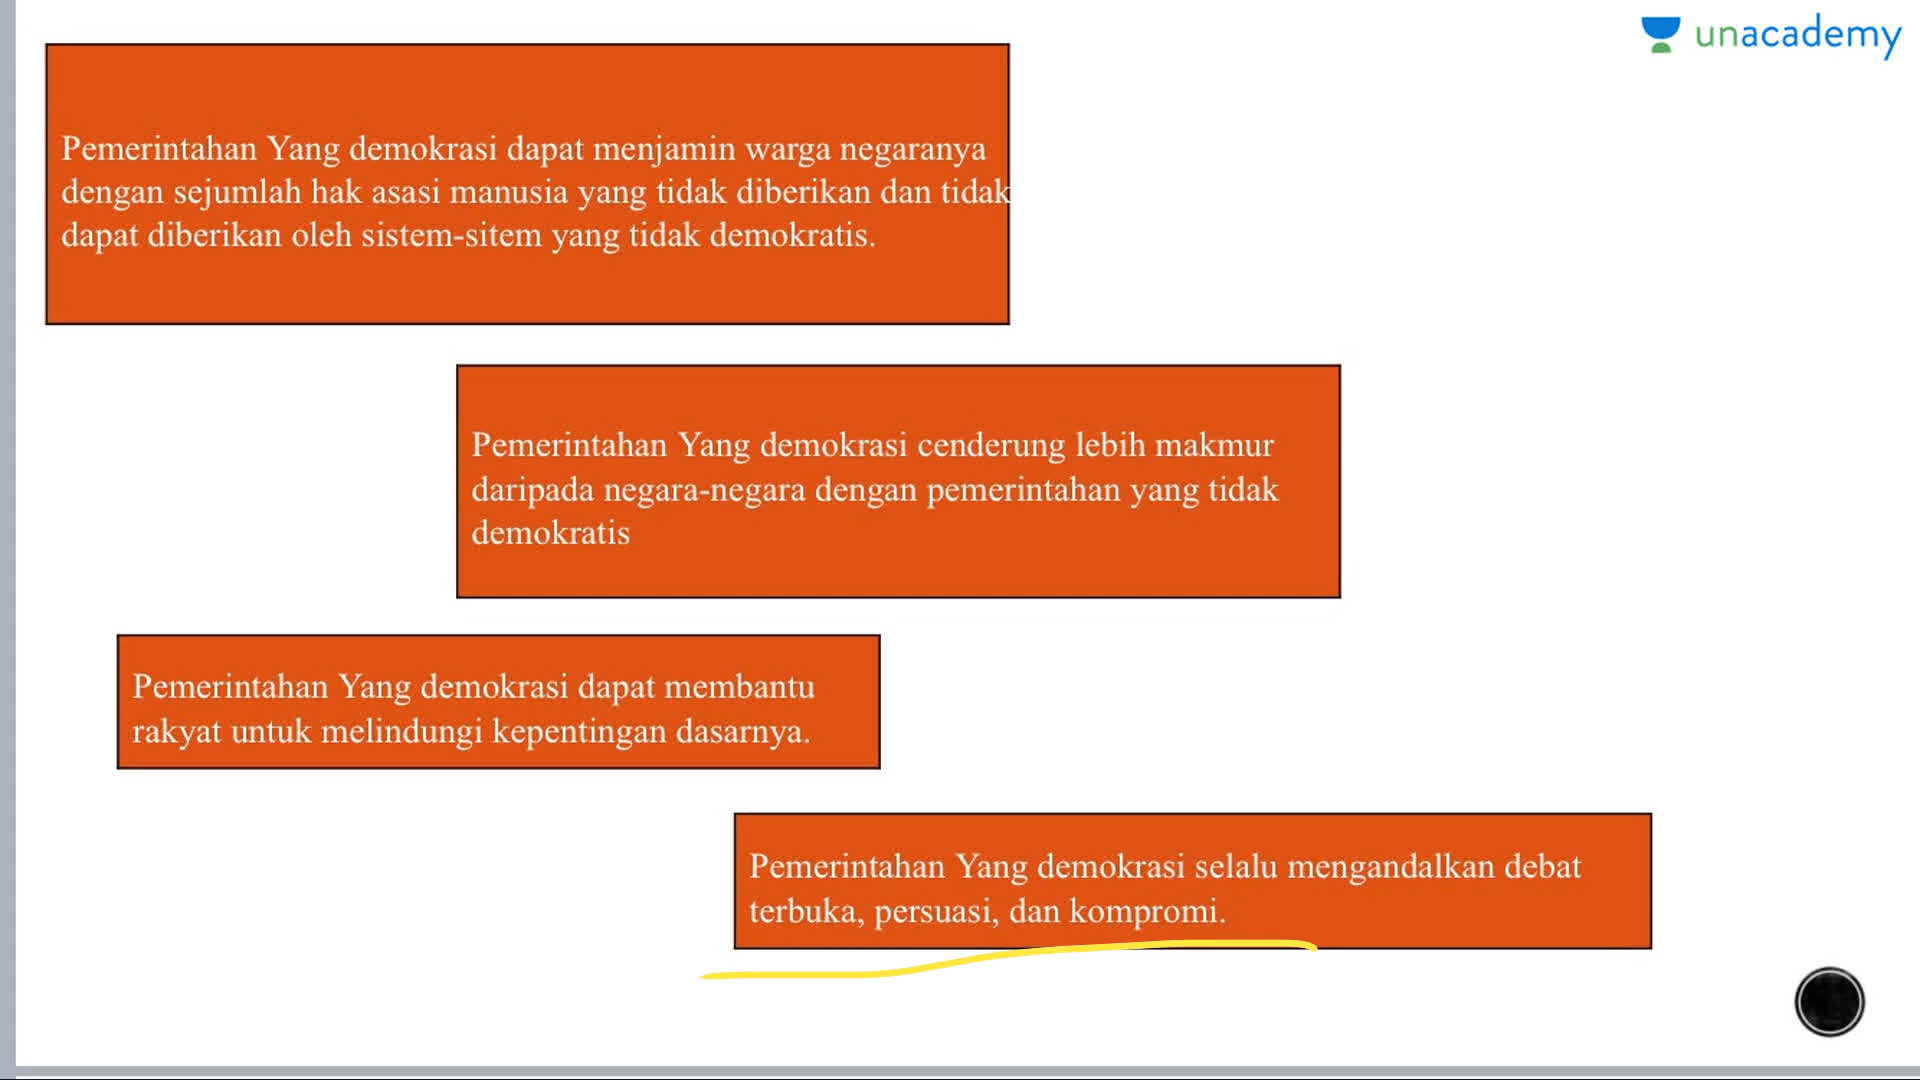 unacademy
Pemerintahan Yang demokrasi dapat menjamin warga negaranya
dengan sejumlah hak asasi manusia yang tidak diberikan dan tidak
dapat diberikan oleh sistem-sitem yang tidak demokratis.
Pemerintahan Yang demokrasi cenderung lebih makmur
daripada negara-negara dengan pemerintahan yang tidak
demokratis
Pemerintahan Yang demokrasi dapat membantu
rakyat untuk melindungi kepentingan dasarnya.
Pemerintahan Yang demokrasi selalu mengandalkan debat
terbuka, persuasi, dan kompromi.